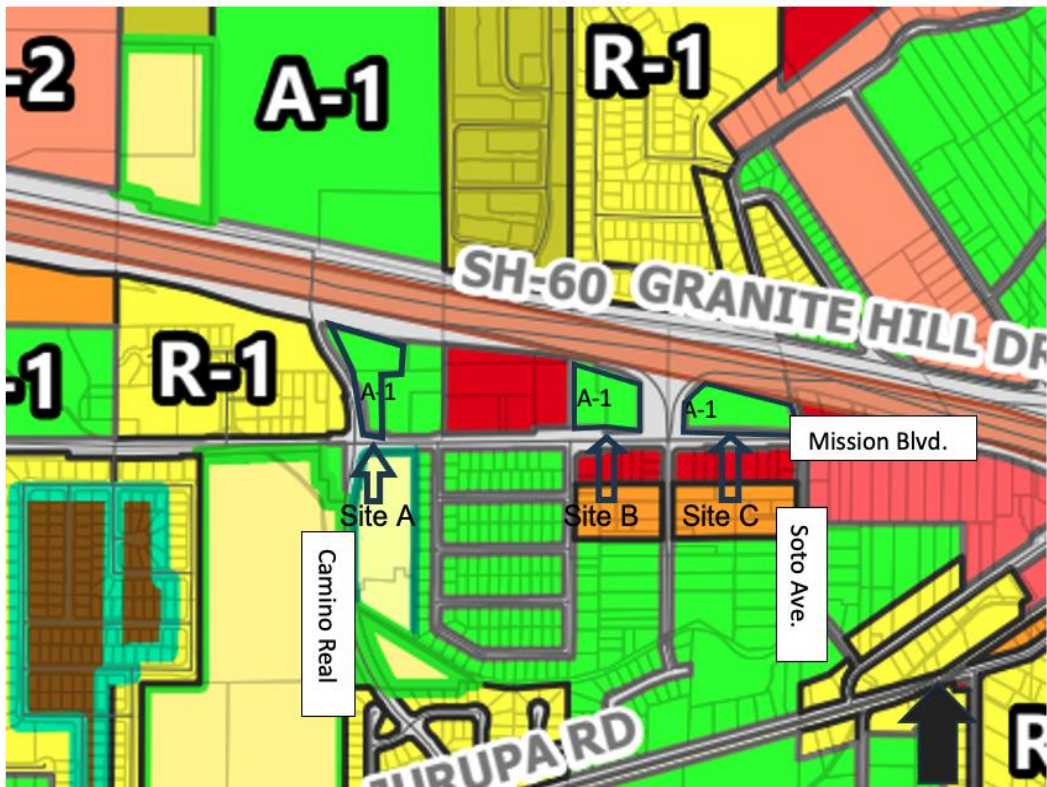 -2
A-1
R-1
SH-60 GRANITE HILL DR
-1
R-1
A-1
A-1
A-1
Mission Blvd.
Site A
Site B
Site C
Camino Real
Soto Ave.
JURUPA RD
R